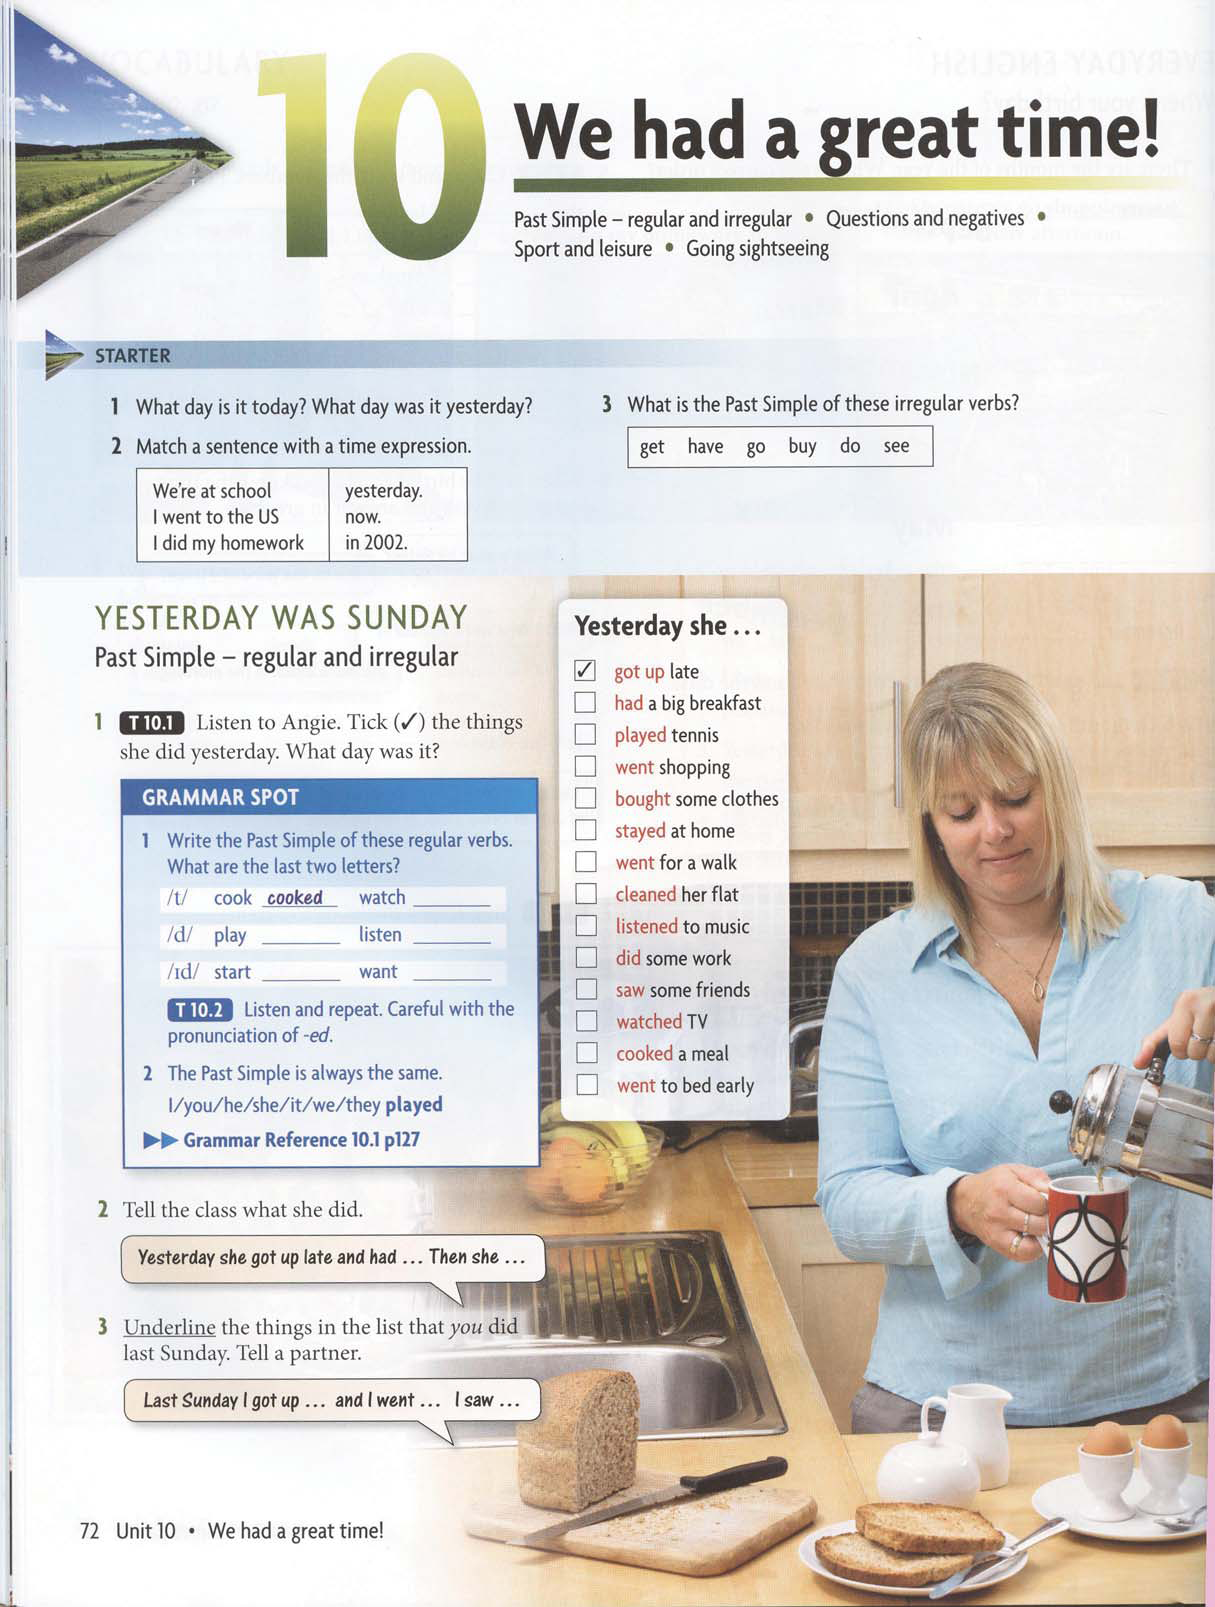 10
We had a great time!
Past Simple – regular and irregular • Questions and negatives •
Sport and leisure • Going sightseeing
STARTER
1 What day is it today? What day was it yesterday?
2 Match a sentence with a time expression.
We're at school yesterday.
I went to the US now.
I did my homework in 2002.
3 What is the Past Simple of these irregular verbs?
get have go buy do see
YESTERDAY WAS SUNDAY
Past Simple – regular and irregular
1 T 10.1 Listen to Angie. Tick (✓) the things
she did yesterday. What day was it?
GRAMMAR SPOT
1 Write the Past Simple of these regular verbs.
What are the last two letters?
/t/ cook cooked watch ________
/d/ play ________ listen ________
/ɪd/ start ________ want ________
T 10.2 Listen and repeat. Careful with the
pronunciation of -ed.
2 The Past Simple is always the same.
I/you/he/she/it/we/they played
▶▶ Grammar Reference 10.1 p127
2 Tell the class what she did.
Yesterday she got up late and had ... Then she ...
3 Underline the things in the list that you did
last Sunday. Tell a partner.
Last Sunday I got up ... and I went ... I saw ...
Yesterday she ...
✓ got up late
had a big breakfast
played tennis
went shopping
bought some clothes
stayed at home
went for a walk
cleaned her flat
listened to music
did some work
saw some friends
watched TV
cooked a meal
went to bed early
72 Unit 10 • We had a great time!